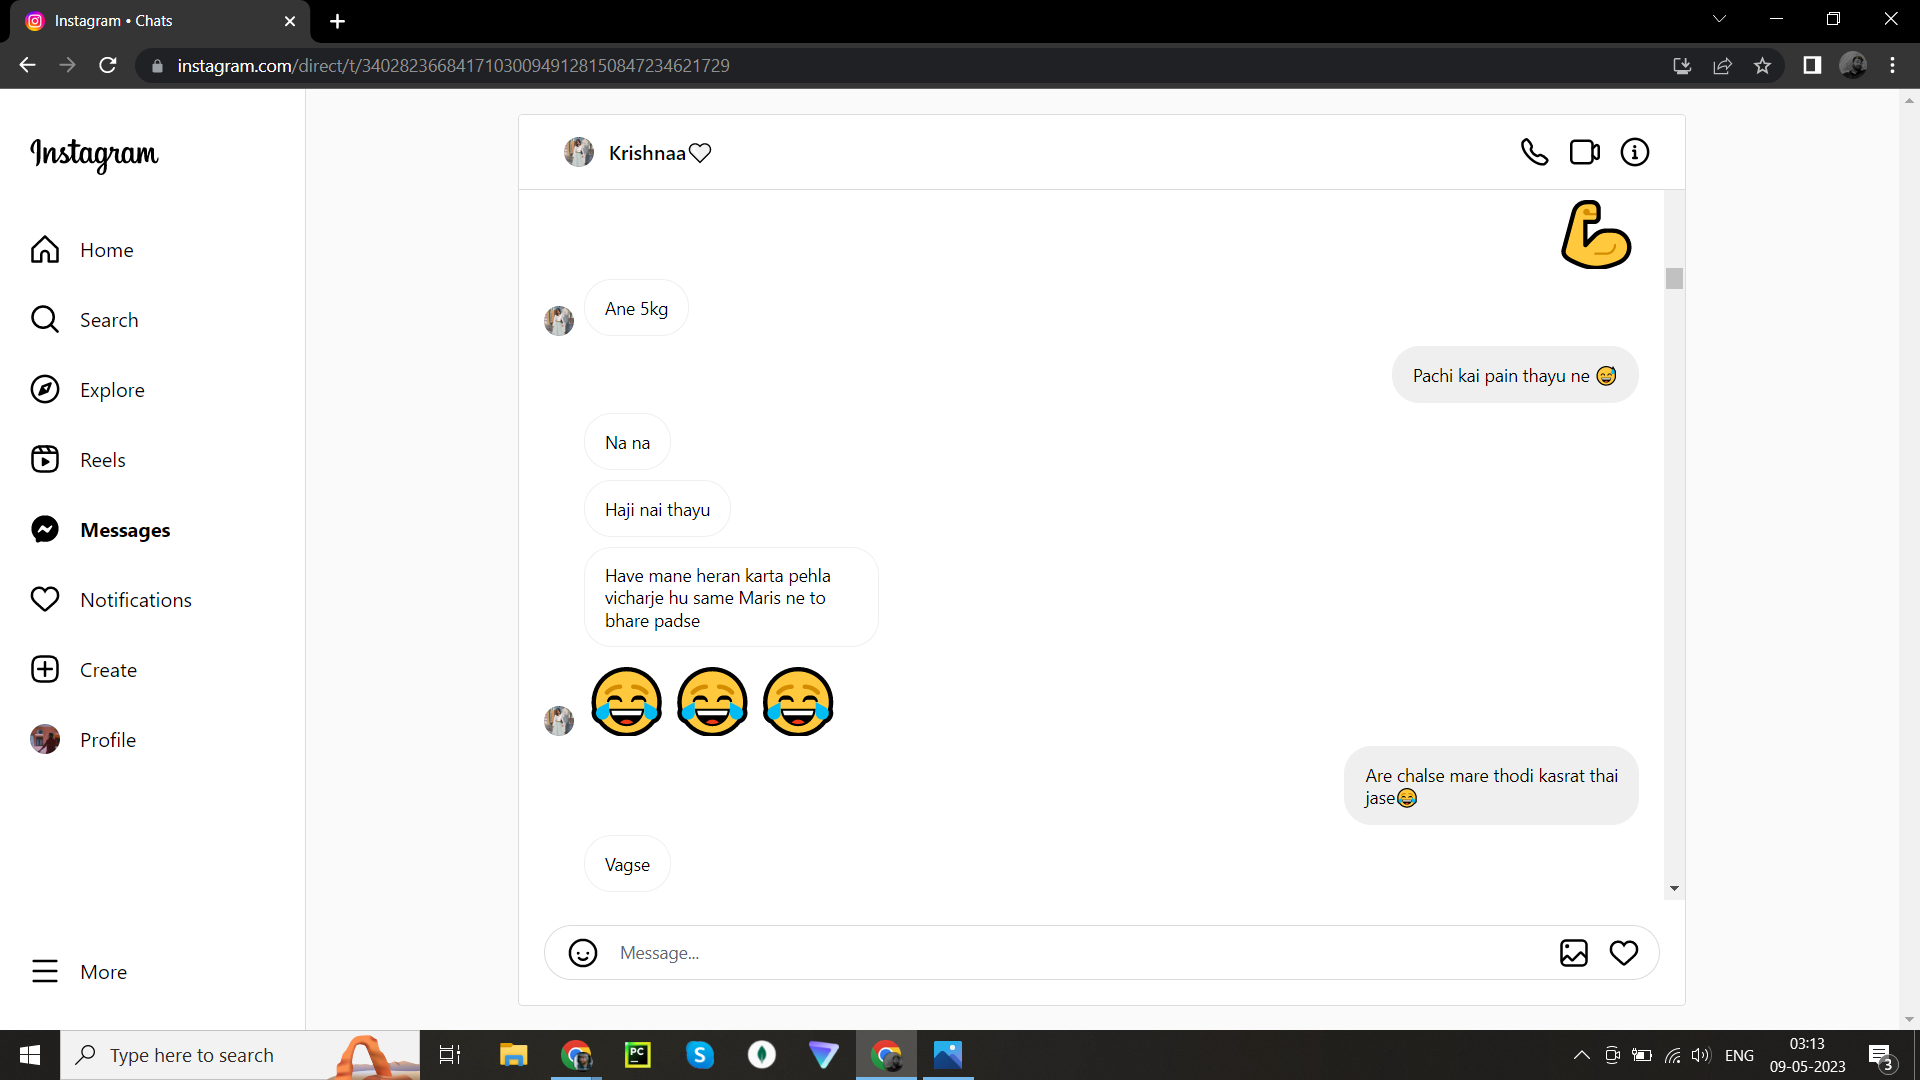 Instagram • Chats
instagram.com/direct/t/340282366841710300949128150847234621729
Instagram
Home
Search
Explore
Reels
Messages
Notifications
Create
Profile
More
Krishnaa♡
💪
Ane 5kg
Pachi kai pain thayu ne 😅
Na na
Haji nai thayu
Have mane heran karta pehla
vicharje hu same Maris ne to
bhare padse
😂😂😂
Are chalse mare thodi kasrat thai
jase😂
Vagse
Message...
Type here to search
PC
S
ENG
03:13
09-05-2023
3